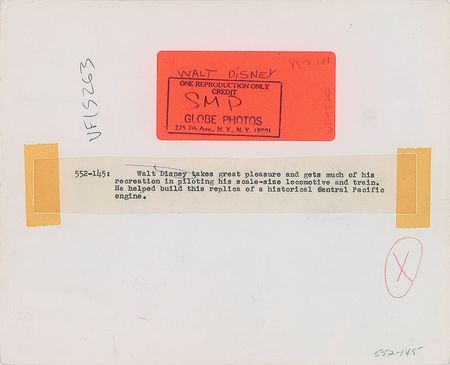 VF15263
WALT DISNEY
ONE REPRODUCTION ONLY
CREDIT
SMP
GLOBE PHOTOS
275 7th Ave., N. Y., N. Y. 10001
552-145: Walt Disney takes great pleasure and gets much of his
recreation in piloting his scale-size locomotive and train.
He helped build this replica of a historical Central Pacific
engine.
X
552-145